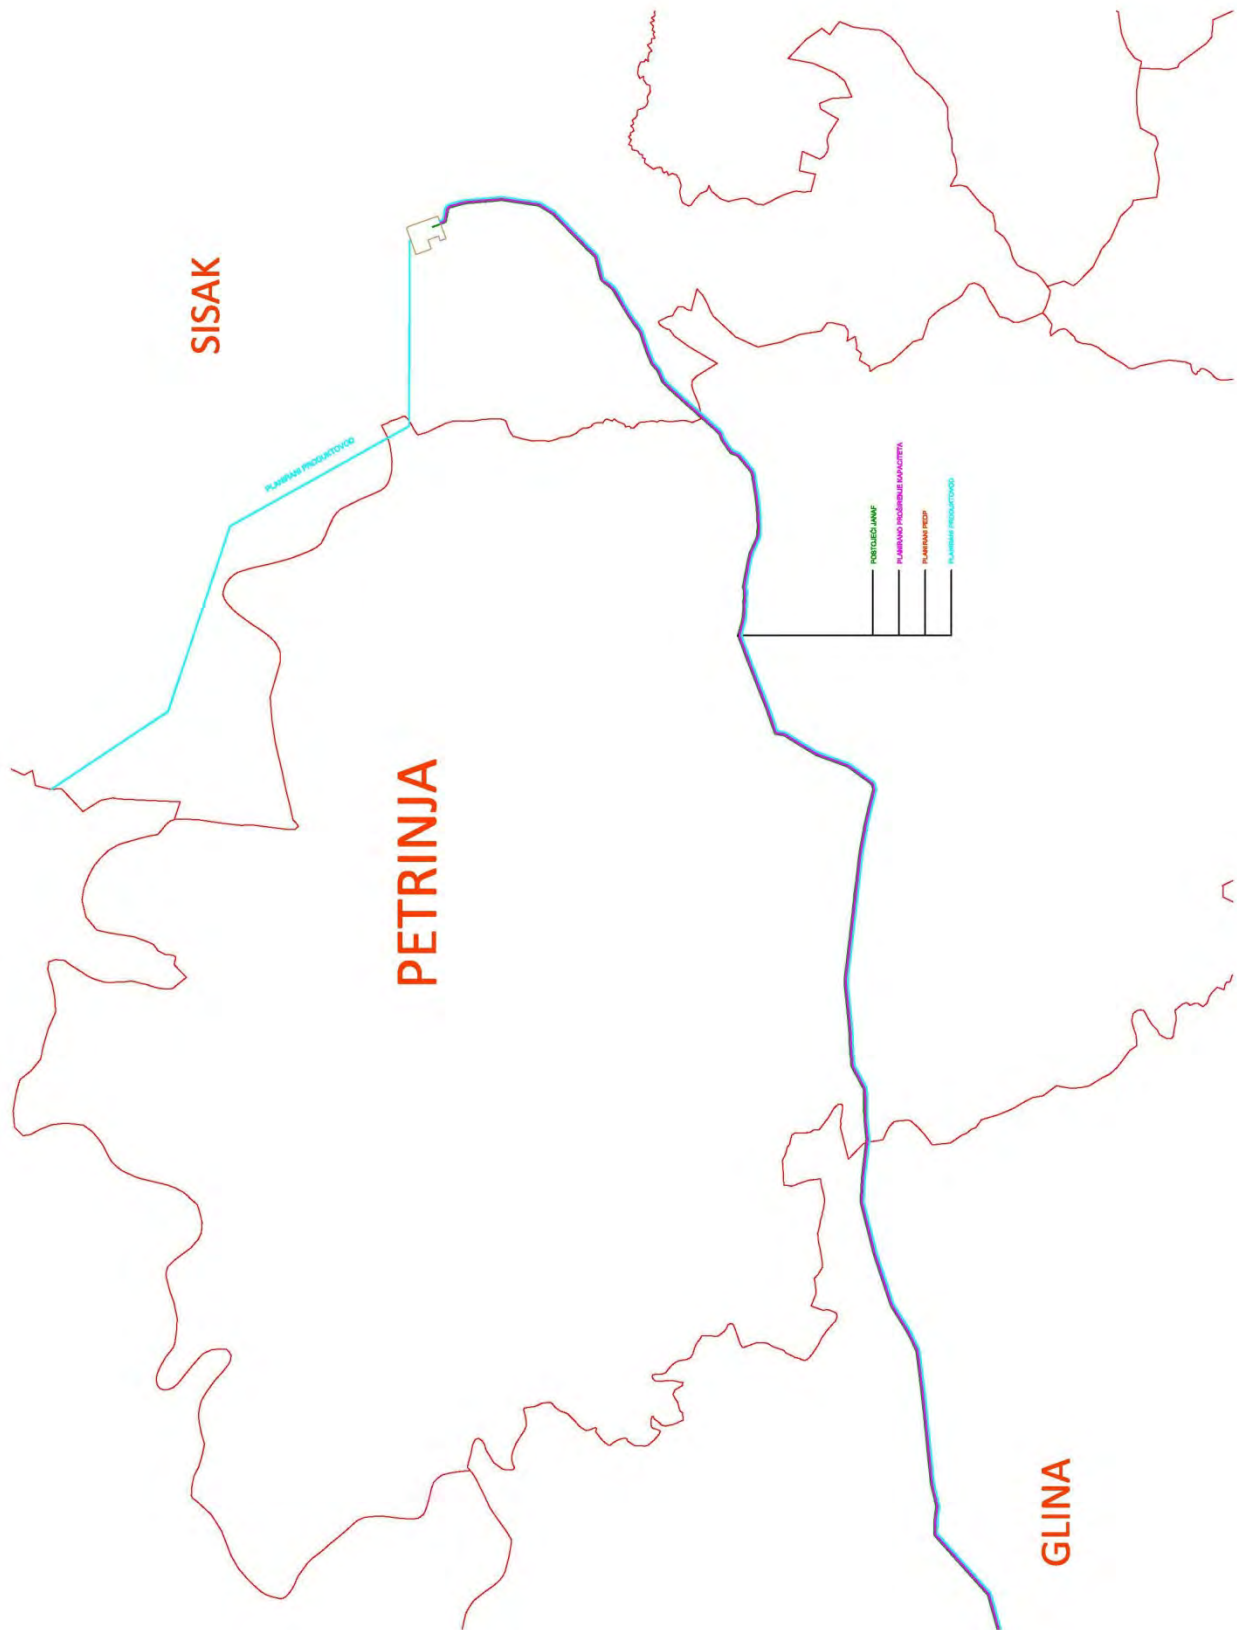 SISAK
PLANIRANI PRODUKTOVOD
PETRINJA
POSTOJEĆI JANAF
PLANIRANO PROŠIRENJE KAPACITETA
PLANIRANI PEOP
PLANIRANI PRODUKTOVOD
GLINA